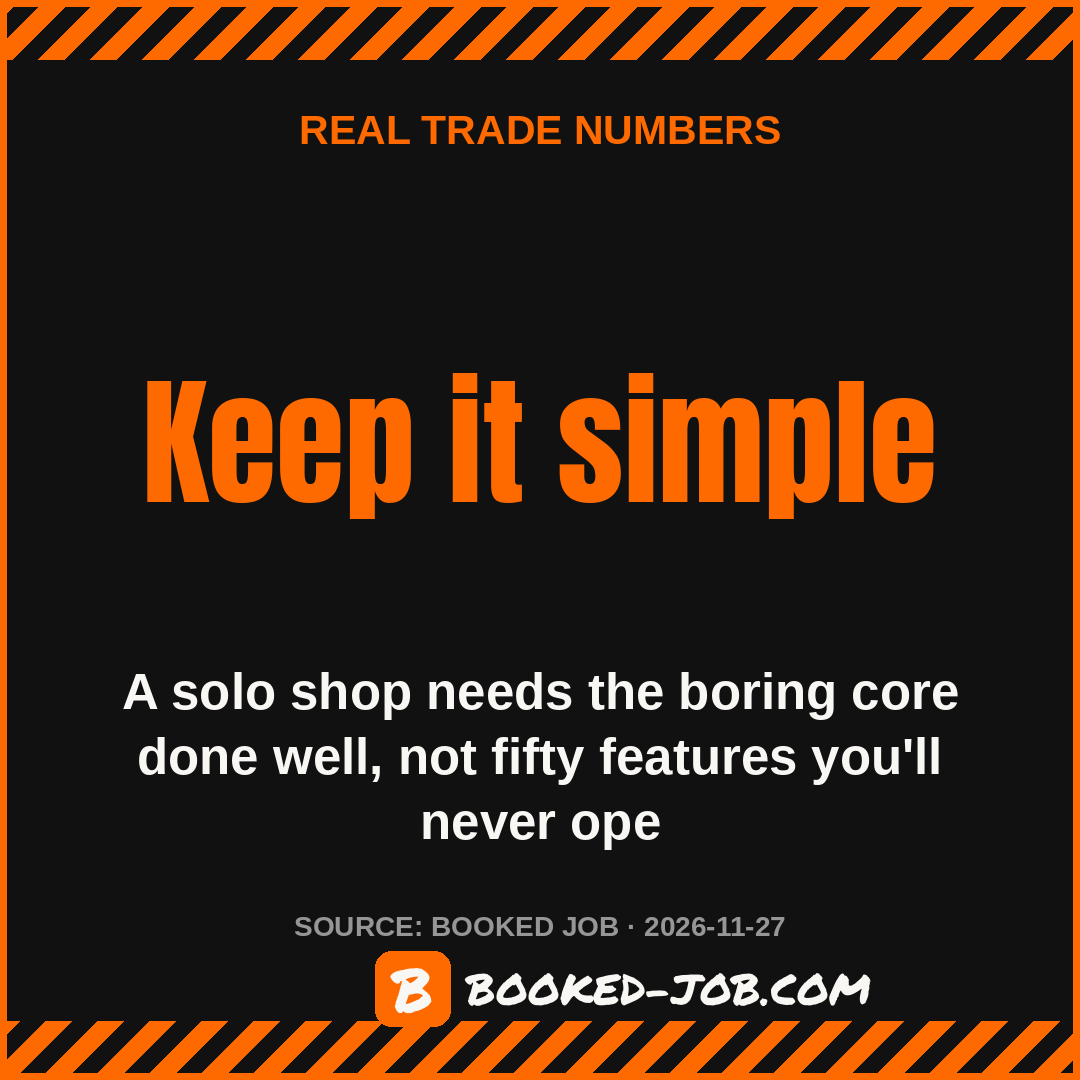 REAL TRADE NUMBERS
Keep it simple
A solo shop needs the boring core
done well, not fifty features you'll
never ope
SOURCE: BOOKED JOB · 2026-11-27
B BOOKED-JOB.COM